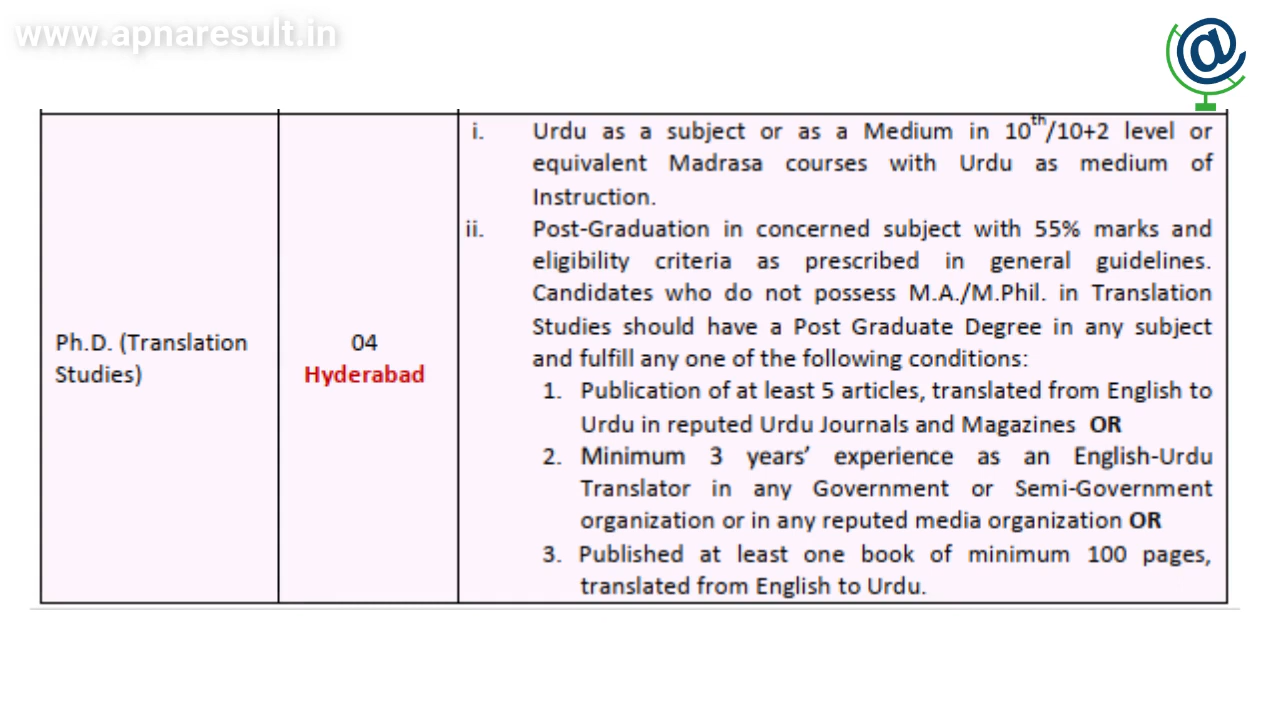 www.apnaresult.in
i. Urdu as a subject or as a Medium in 10th/10+2 level or
equivalent Madrasa courses with Urdu as medium of
Instruction.
ii. Post-Graduation in concerned subject with 55% marks and
eligibility criteria as prescribed in general guidelines.
Candidates who do not possess M.A./M.Phil. in Translation
Studies should have a Post Graduate Degree in any subject
and fulfill any one of the following conditions:
Ph.D. (Translation
Studies)
04
Hyderabad
1. Publication of at least 5 articles, translated from English to
Urdu in reputed Urdu Journals and Magazines OR
2. Minimum 3 years’ experience as an English-Urdu
Translator in any Government or Semi-Government
organization or in any reputed media organization OR
3. Published at least one book of minimum 100 pages,
translated from English to Urdu.